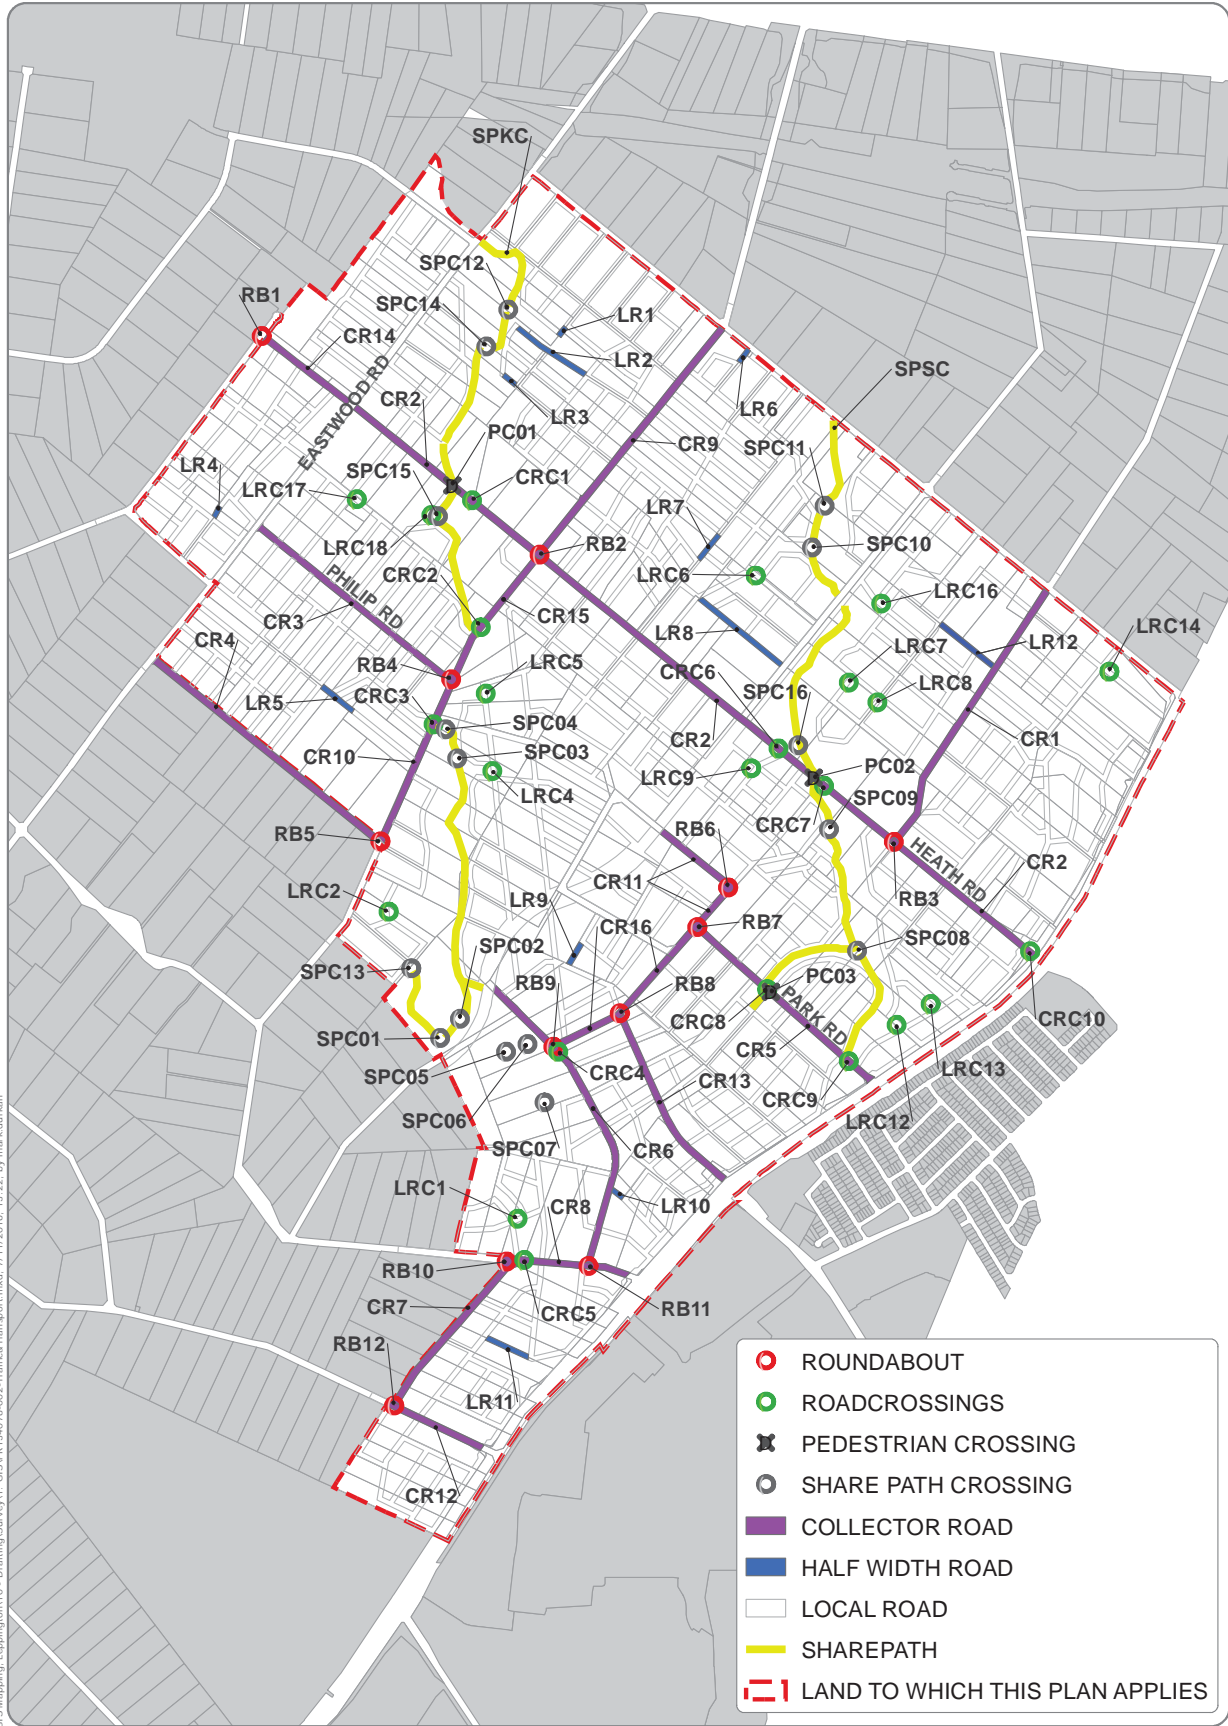 SPKC
SPC12
RB1
SPC14
LR1
CR14
LR2
EASTWOOD RD
SPSC
CR2
LR3
LR6
PC01
CR9
SPC11
SPC15
LR4
CRC1
LRC17
LR7
LRC18
RB2
SPC10
CRC2
LRC6
LRC16
PHILIP RD
CR3
CR15
LR8
LRC14
CR4
LRC7
LR12
RB4
LRC5
CRC6
LRC8
CRC3
SPC16
LR5
SPC04
CR2
CR1
SPC03
CR10
LRC9
PC02
LRC4
SPC09
RB5
RB6
CRC7
HEATH RD
CR2
CR11
LRC2
LR9
RB3
CR16
RB7
SPC02
SPC08
SPC13
RB9
RB8
PC03
PARK RD
CRC8
CRC10
SPC01
CR5
SPC05
CRC4
CR13
LRC13
CRC9
SPC06
LRC12
SPC07
CR6
LRC1
CR8
LR10
RB10
CR7
CRC5
RB11
RB12
LR11
CR12
ROUNDABOUT
ROADCROSSINGS
PEDESTRIAN CROSSING
SHARE PATH CROSSING
COLLECTOR ROAD
HALF WIDTH ROAD
LOCAL ROAD
SHAREPATH
LAND TO WHICH THIS PLAN APPLIES